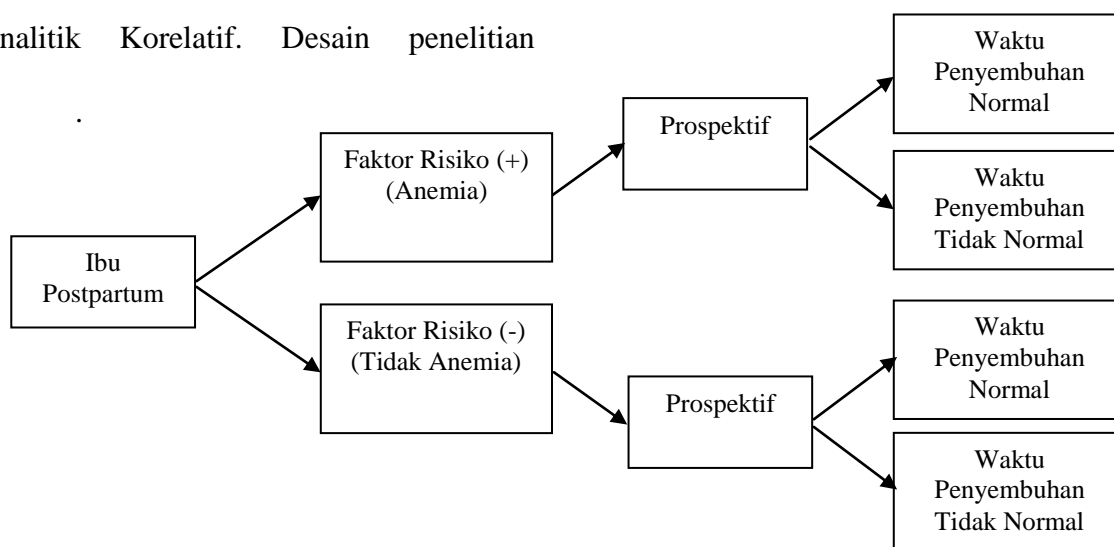 nalitik Korelatif. Desain penelitian
.
Waktu
Penyembuhan
Normal
Prospektif
Faktor Risiko (+)
(Anemia)
Waktu
Penyembuhan
Tidak Normal
Ibu
Postpartum
Faktor Risiko (-)
(Tidak Anemia)
Waktu
Penyembuhan
Normal
Prospektif
Waktu
Penyembuhan
Tidak Normal